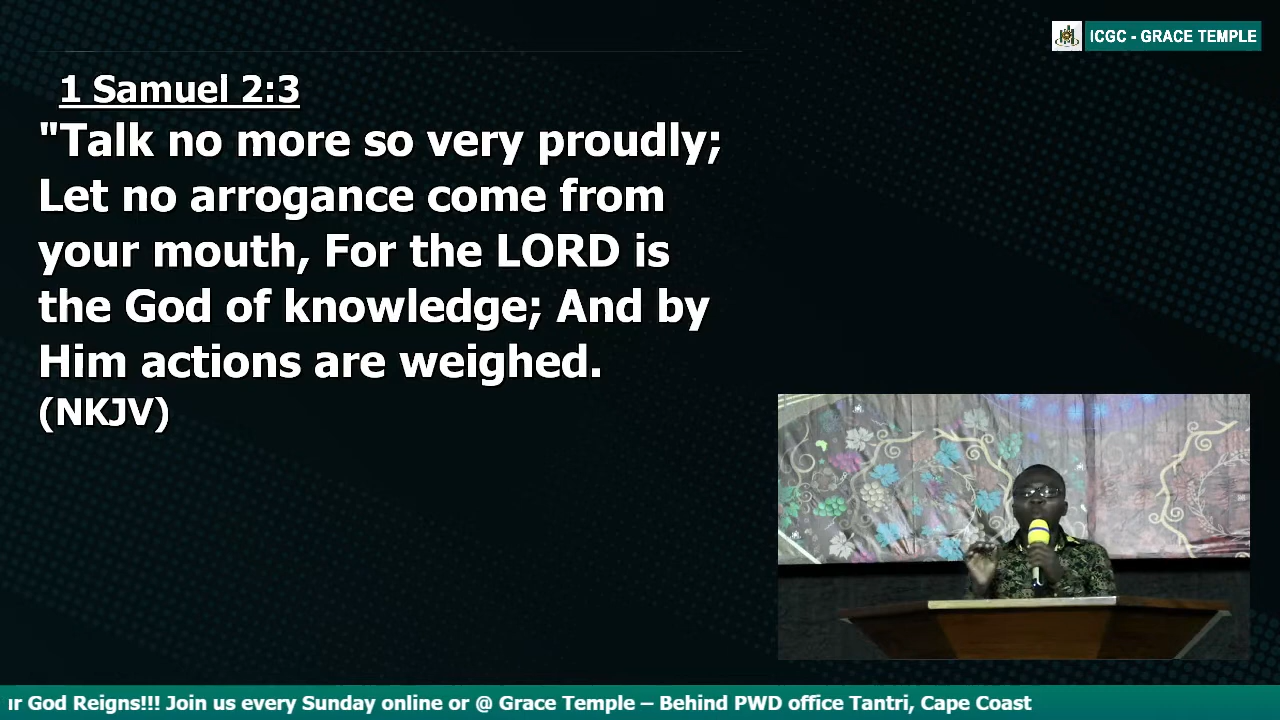 ICGC - GRACE TEMPLE
1 Samuel 2:3
"Talk no more so very proudly;
Let no arrogance come from
your mouth, For the LORD is
the God of knowledge; And by
Him actions are weighed.
(NKJV)
ur God Reigns!!! Join us every Sunday online or @ Grace Temple – Behind PWD office Tantri, Cape Coast